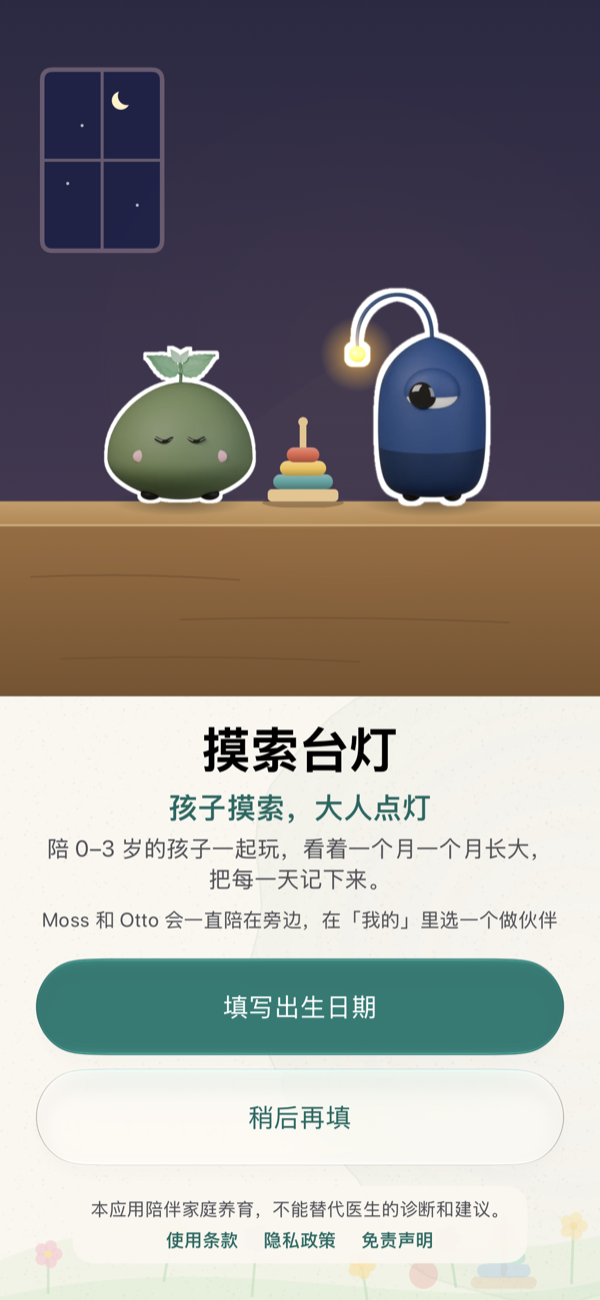 摸索台灯
孩子摸索，大人点灯
陪 0–3 岁的孩子一起玩，看着一个月一个月长大，
把每一天记下来。
Moss 和 Otto 会一直陪在旁边，在「我的」里选一个做伙伴
填写出生日期
稍后再填
本应用陪伴家庭养育，不能替代医生的诊断和建议。
使用条款 隐私政策 免责声明